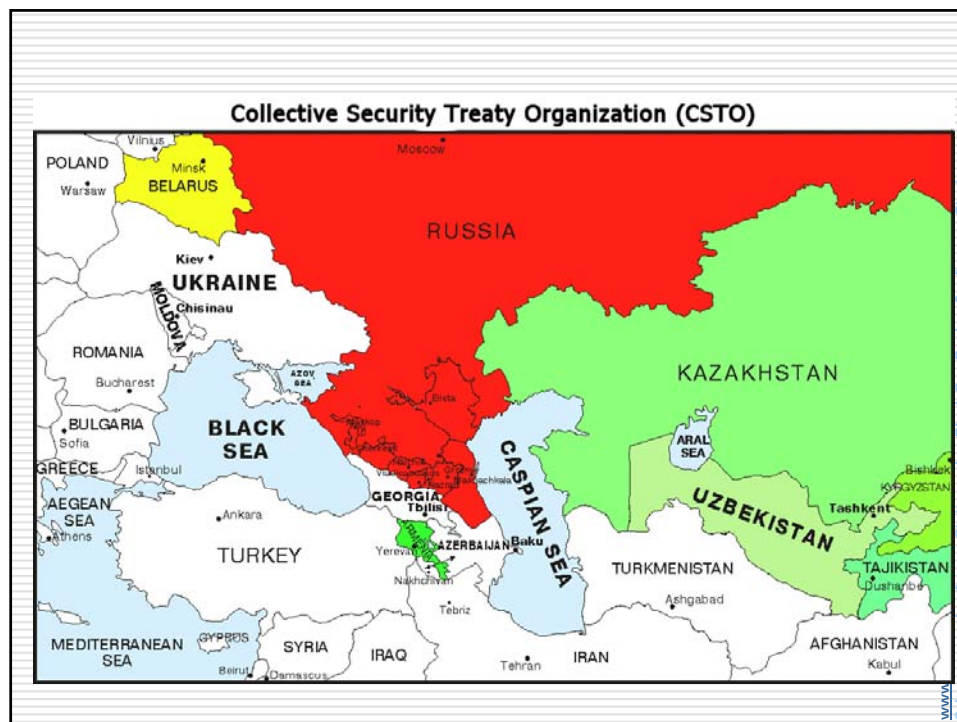 Collective Security Treaty Organization (CSTO)
Vilnius
Moscow
POLAND
Minsk
Warsaw
BELARUS
RUSSIA
Kiev
UKRAINE
MOLDOVA
Chisinau
ROMANIA
AZOV
SEA
KAZAKHSTAN
Bucharest
Elista
BULGARIA
BLACK
SEA
Sofia
ARAL
SEA
CASPIAN SEA
GREECE
Istanbul
Makhachkala
Bishkek
KYRGYZSTAN
GEORGIA
Tbilisi
UZBEKISTAN
Tashkent
AEGEAN
SEA
Ankara
Athens
ARMENIA
AZERBAIJAN
Baku
Yerevan
TURKEY
TURKMENISTAN
TAJIKISTAN
Dushanbe
Nakhchivan
Tebriz
Ashgabad
MEDITERRANEAN
SEA
CYPRUS
SYRIA
IRAQ
IRAN
AFGHANISTAN
Beirut
Damascus
Tehran
Kabul
www